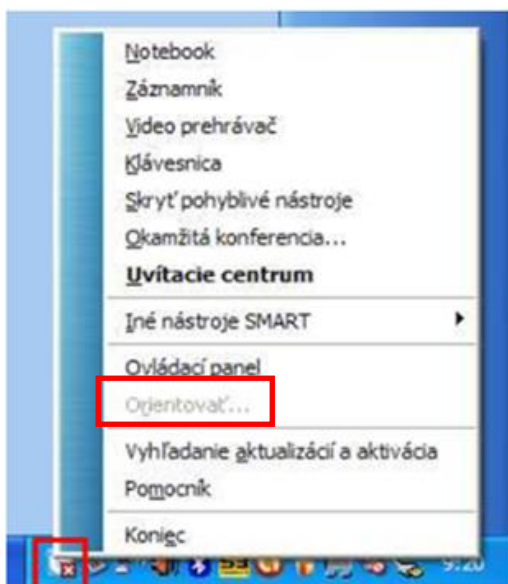 Notebook
Záznamník
Video prehrávač
Klávesnica
Skryť pohyblivé nástroje
Okamžitá konferencia...
Uvítacie centrum
Iné nástroje SMART
Ovládací panel
Orientovať...
Vyhľadanie aktualizácií a aktivácia
Pomocník
Koniec
53
9:20